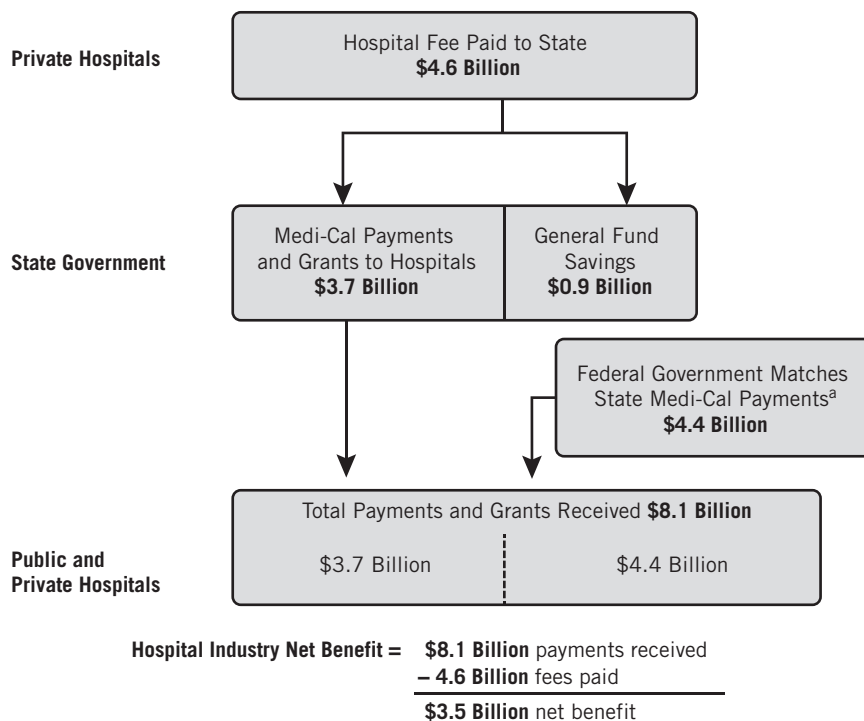 Private Hospitals
Hospital Fee Paid to State
$4.6 Billion
State Government
Medi-Cal Payments
and Grants to Hospitals
$3.7 Billion
General Fund
Savings
$0.9 Billion
Federal Government Matches
State Medi-Cal Paymentsa
$4.4 Billion
Total Payments and Grants Received $8.1 Billion
Public and
Private Hospitals
$3.7 Billion
$4.4 Billion
Hospital Industry Net Benefit = $8.1 Billion payments received
– 4.6 Billion fees paid
$3.5 Billion net benefit